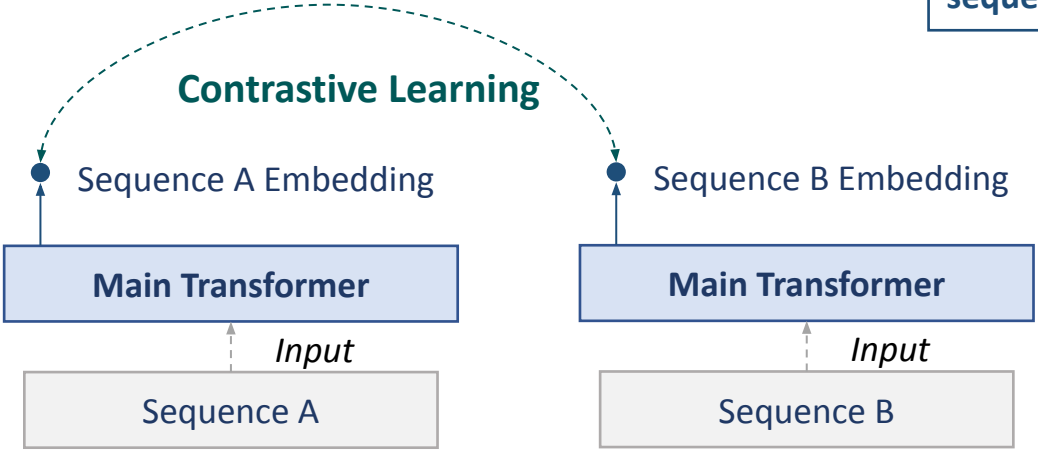 Contrastive Learning
Sequence A Embedding
Sequence B Embedding
Main Transformer
Main Transformer
Input
Input
Sequence A
Sequence B